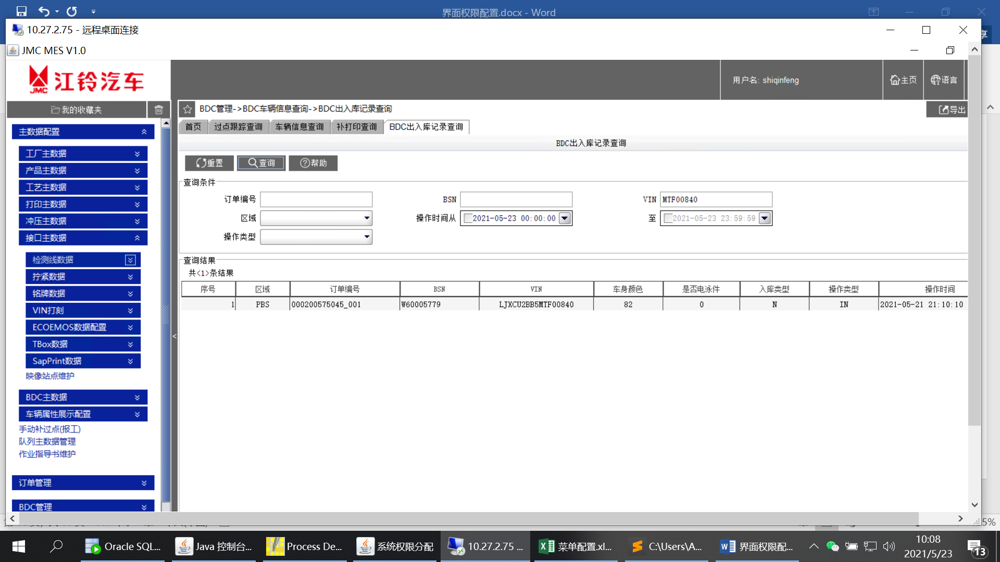 界面权限配置.docx - Word
10.27.2.75 - 远程桌面连接
享
JMC MES V1.0
JMC 江铃汽车
用户名: shiqinfeng
主页
语言
我的收藏夹
BDC管理->BDC车辆信息查询->BDC出入库记录查询
导出
首页 过点跟踪查询 车辆信息查询 补打印查询 BDC出入库记录查询
主数据配置
BDC出入库记录查询
工厂主数据
重置 查询 帮助
产品主数据
查询条件
工艺主数据
订单编号 BSN VIN MTF00840
打印主数据
区域 操作时间从 2021-05-23 00:00:00 至 2021-05-23 23:59:59
冲压主数据
操作类型
接口主数据
检测线数据
查询结果
共<1>条结果
拧紧数据
序号 区域 订单编号 BSN VIN 车身颜色 是否电泳件 入库类型 操作类型 操作时间
铭牌数据
1 PBS 000200575045_001 W60005779 LJXCU2BB5MTF00840 82 0 N IN 2021-05-21 21:10:10
VIN打刻
ECOEMOS数据配置
<
TBox数据
SapPrint数据
映像站点维护
BDC主数据
车辆属性展示配置
手动补过点(报工)
队列主数据管理
作业指导书维护
订单管理
BDC管理
5%
Oracle SQL...
Java 控制台...
Process De...
系统权限分配
10.27.2.75 ...
菜单配置.xl...
C:\Users\A...
界面权限配...
10:08
2021/5/23
13